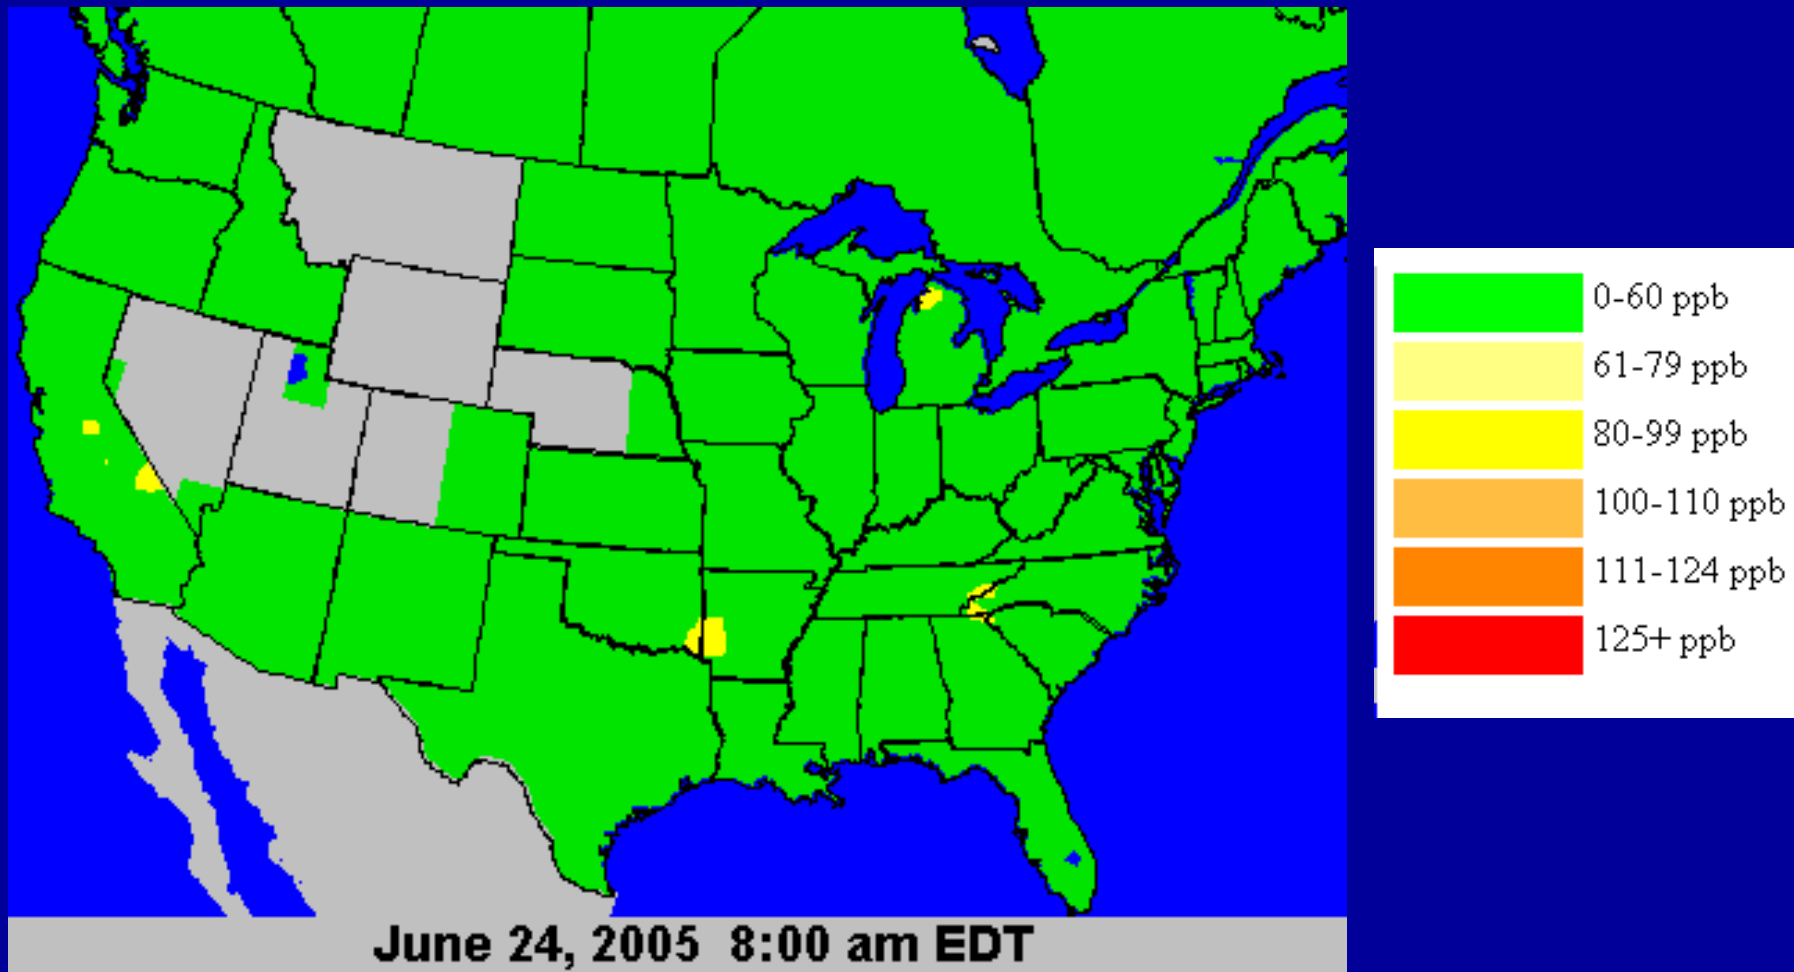 0-60 ppb
61-79 ppb
80-99 ppb
100-110 ppb
111-124 ppb
125+ ppb
June 24, 2005 8:00 am EDT